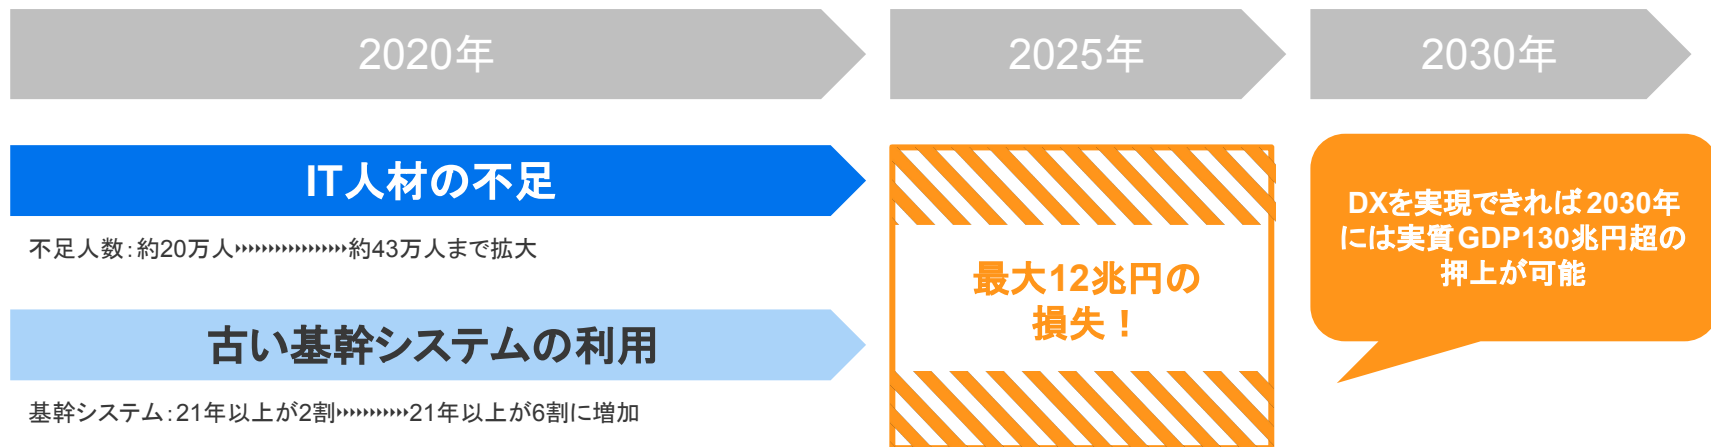 2020年
2025年
2030年
IT人材の不足
不足人数：約20万人▸▸▸▸▸▸▸▸▸▸▸▸▸▸▸▸約43万人まで拡大
古い基幹システムの利用
基幹システム：21年以上が2割▸▸▸▸▸▸▸▸▸▸▸21年以上が6割に増加
最大12兆円の
損失！
DXを実現できれば2030年
には実質GDP130兆円超の
押上が可能